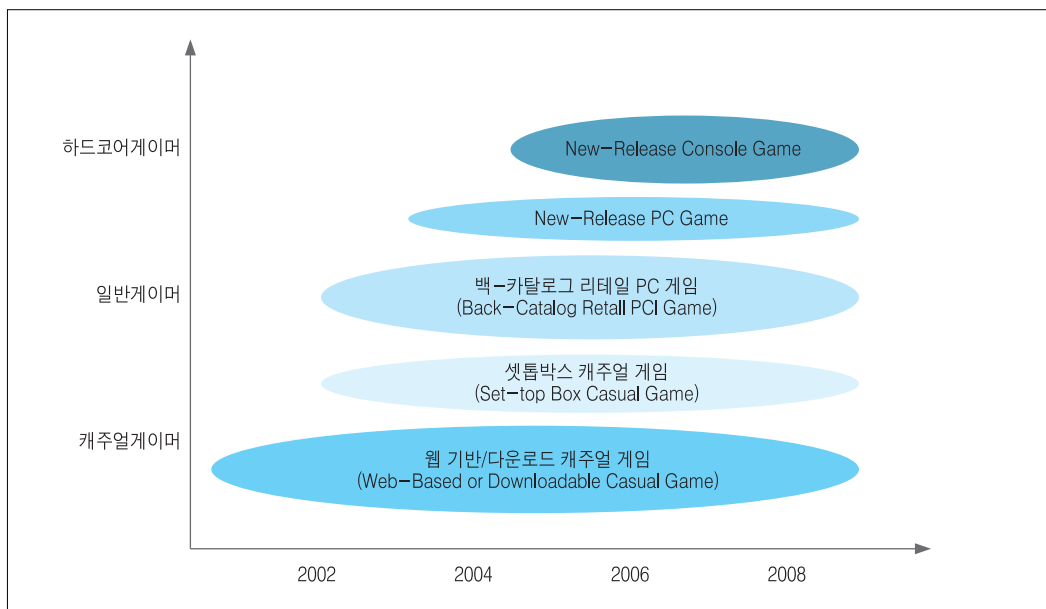 하드코어게이머
New-Release Console Game
New-Release PC Game
일반게이머
백-카탈로그 리테일 PC 게임
(Back-Catalog Retall PCI Game)
셋톱박스 캐주얼 게임
(Set-top Box Casual Game)
캐주얼게이머
웹 기반/다운로드 캐주얼 게임
(Web-Based or Downloadable Casual Game)
2002 2004 2006 2008